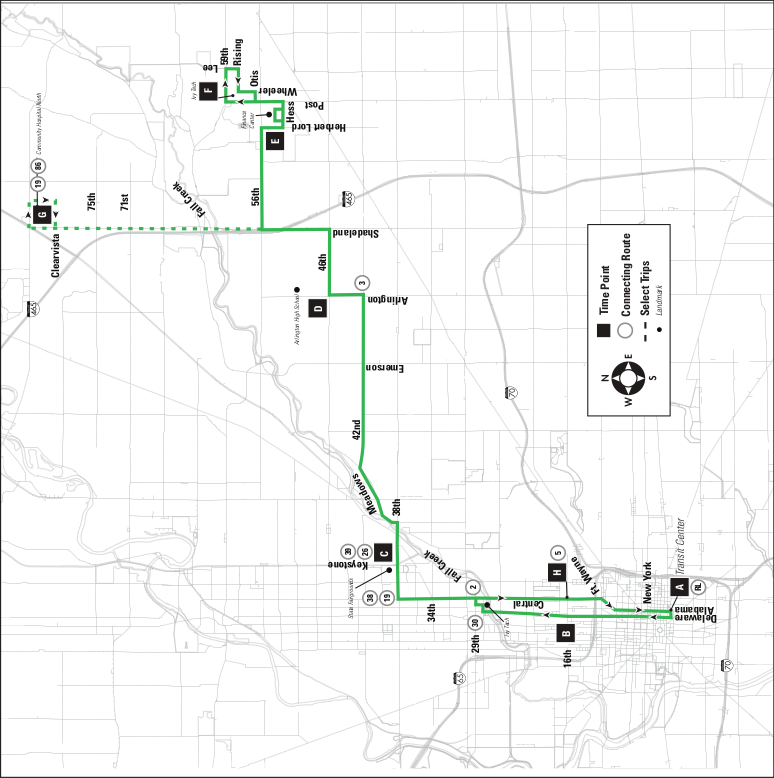 Lee
59th
Rising
Otis
Wheeler
Ivy Tech
F
Post
Hess
Finance
Center
Herbert Lord
E
56th
Community Hospital North
86
19
G
75th
71st
Clearvista
Fall Creek
465
465
Shadeland
46th
3
Arlington
D
Arlington High School
Emerson
42nd
Meadows
38th
39
26
Keystone
C
State Fairgrounds
38
19
Fall Creek
34th
2
30
29th
Ivy Tech
Central
5
H
Ft. Wayne
B
16th
New York
Transit Center
A
RL
Alabama
Delaware
65
70
70
Time Point
Connecting Route
Select Trips
Landmark
N
E
S
W